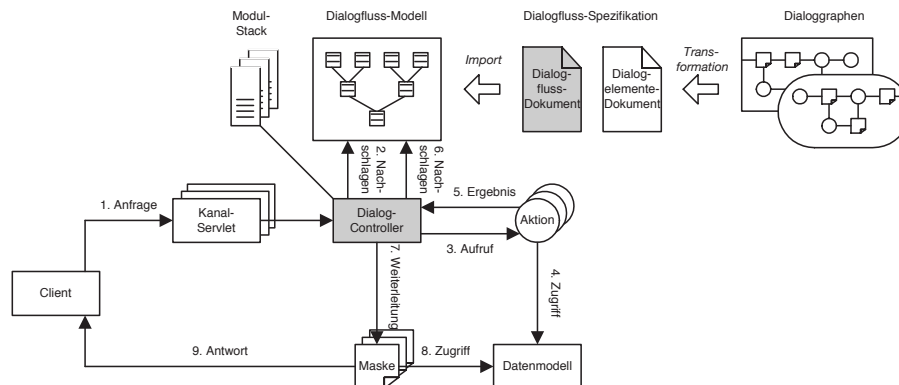 Modul-
Stack
Dialogfluss-Modell
Dialogfluss-Spezifikation
Dialoggraphen
Import
Dialog-
fluss-
Dokument
Dialog-
elemente-
Dokument
Trans-
formation
2. Nach-
schlagen
6. Nach-
schlagen
1. Anfrage
Kanal-
Servlet
Dialog-
Controller
5. Ergebnis
3. Aufruf
Aktion
Client
7. Weiterleitung
4. Zugriff
9. Antwort
Maske
8. Zugriff
Datenmodell